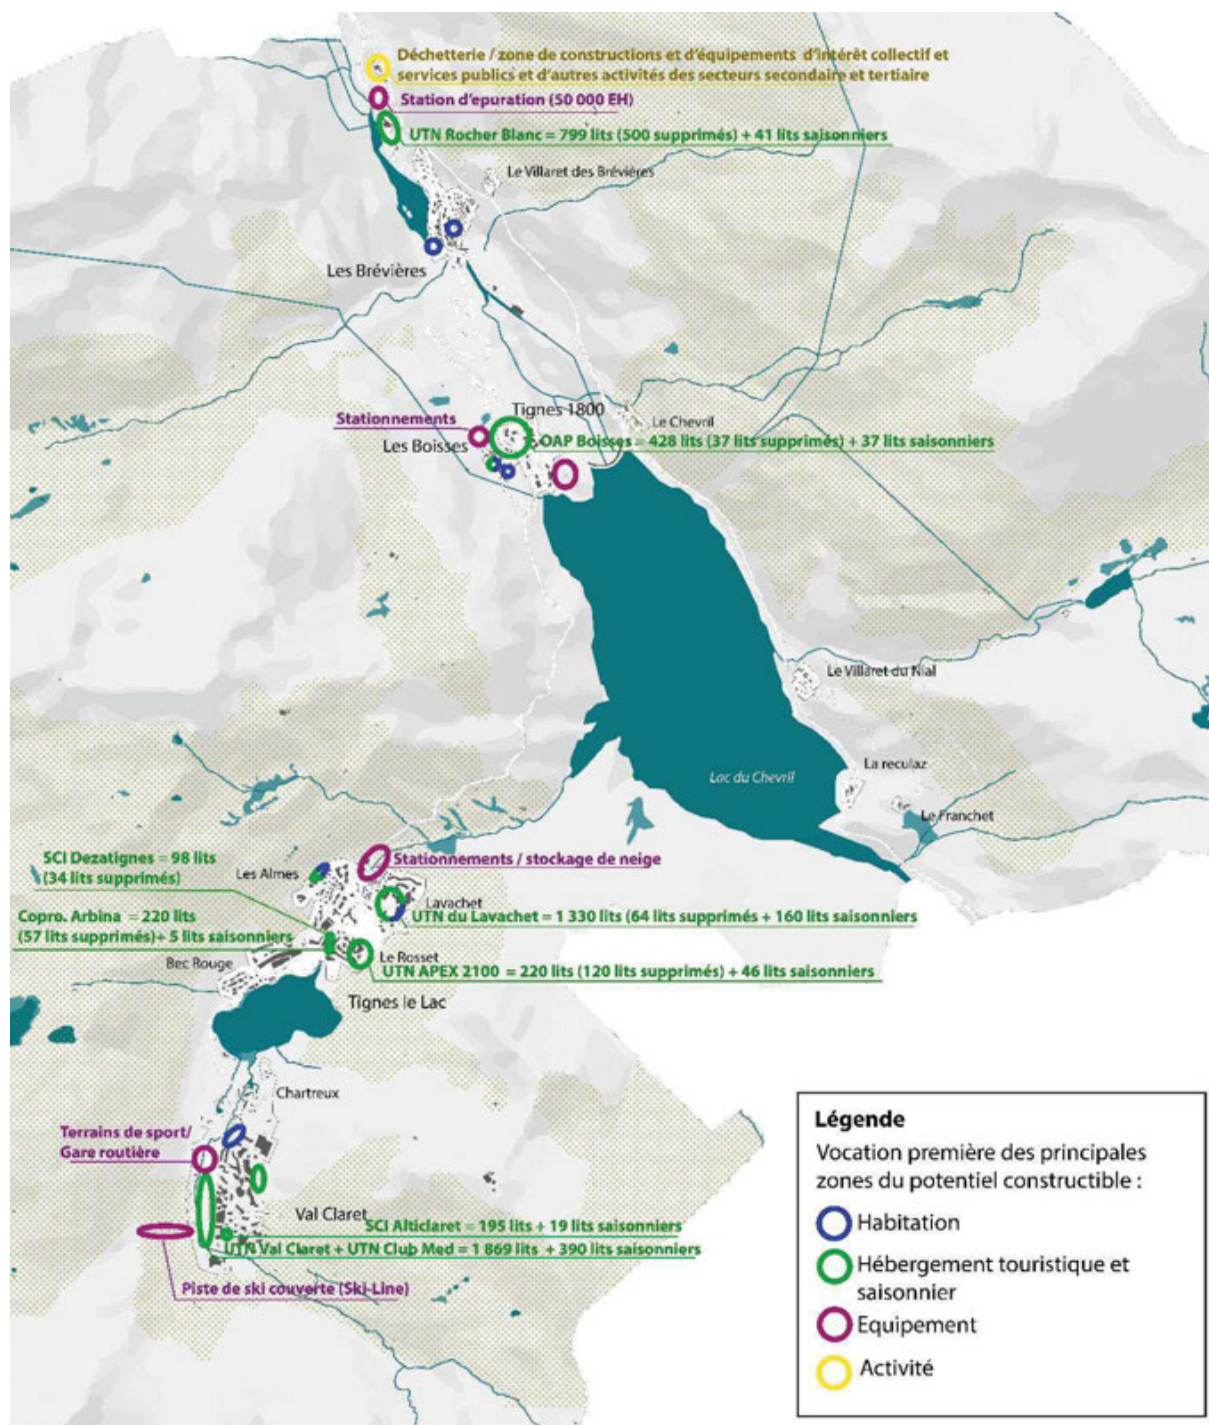 Déchetterie / zone de constructions et d'équipements d'intérêt collectif et
services publics et d'autres activités des secteurs secondaire et tertiaire
Station d'epuration (50 000 EH)
UTN Rocher Blanc = 799 lits (500 supprimés) + 41 lits saisonniers
Le Villaret des Brévières
Les Brévières
Tignes 1800
Stationnements
Le Chevril
Les Boisses
OAP Boisses = 428 lits (37 lits supprimés) + 37 lits saisonniers
Le Villaret du Nial
La reculaz
Lac du Chevril
Le Franchet
SCI Dezatignes = 98 lits
(34 lits supprimés)
Stationnements / stockage de neige
Les Almes
Lavachet
Copro. Arbina = 220 lits
(57 lits supprimés)+ 5 lits saisonniers
UTN du Lavachet = 1 330 lits (64 lits supprimés + 160 lits saisonniers
Le Rosset
Bec Rouge
UTN APEX 2100 = 220 lits (120 lits supprimés) + 46 lits saisonniers
Tignes le Lac
Chartreux
Terrains de sport/
Gare routière
Val Claret
SCI Alticlaret = 195 lits + 19 lits saisonniers
UTN Val Claret + UTN Club Med = 1 869 lits + 390 lits saisonniers
Piste de ski couverte (Ski-Line)
Légende
Vocation première des principales
zones du potentiel constructible :
Habitation
Hébergement touristique et
saisonnier
Equipement
Activité